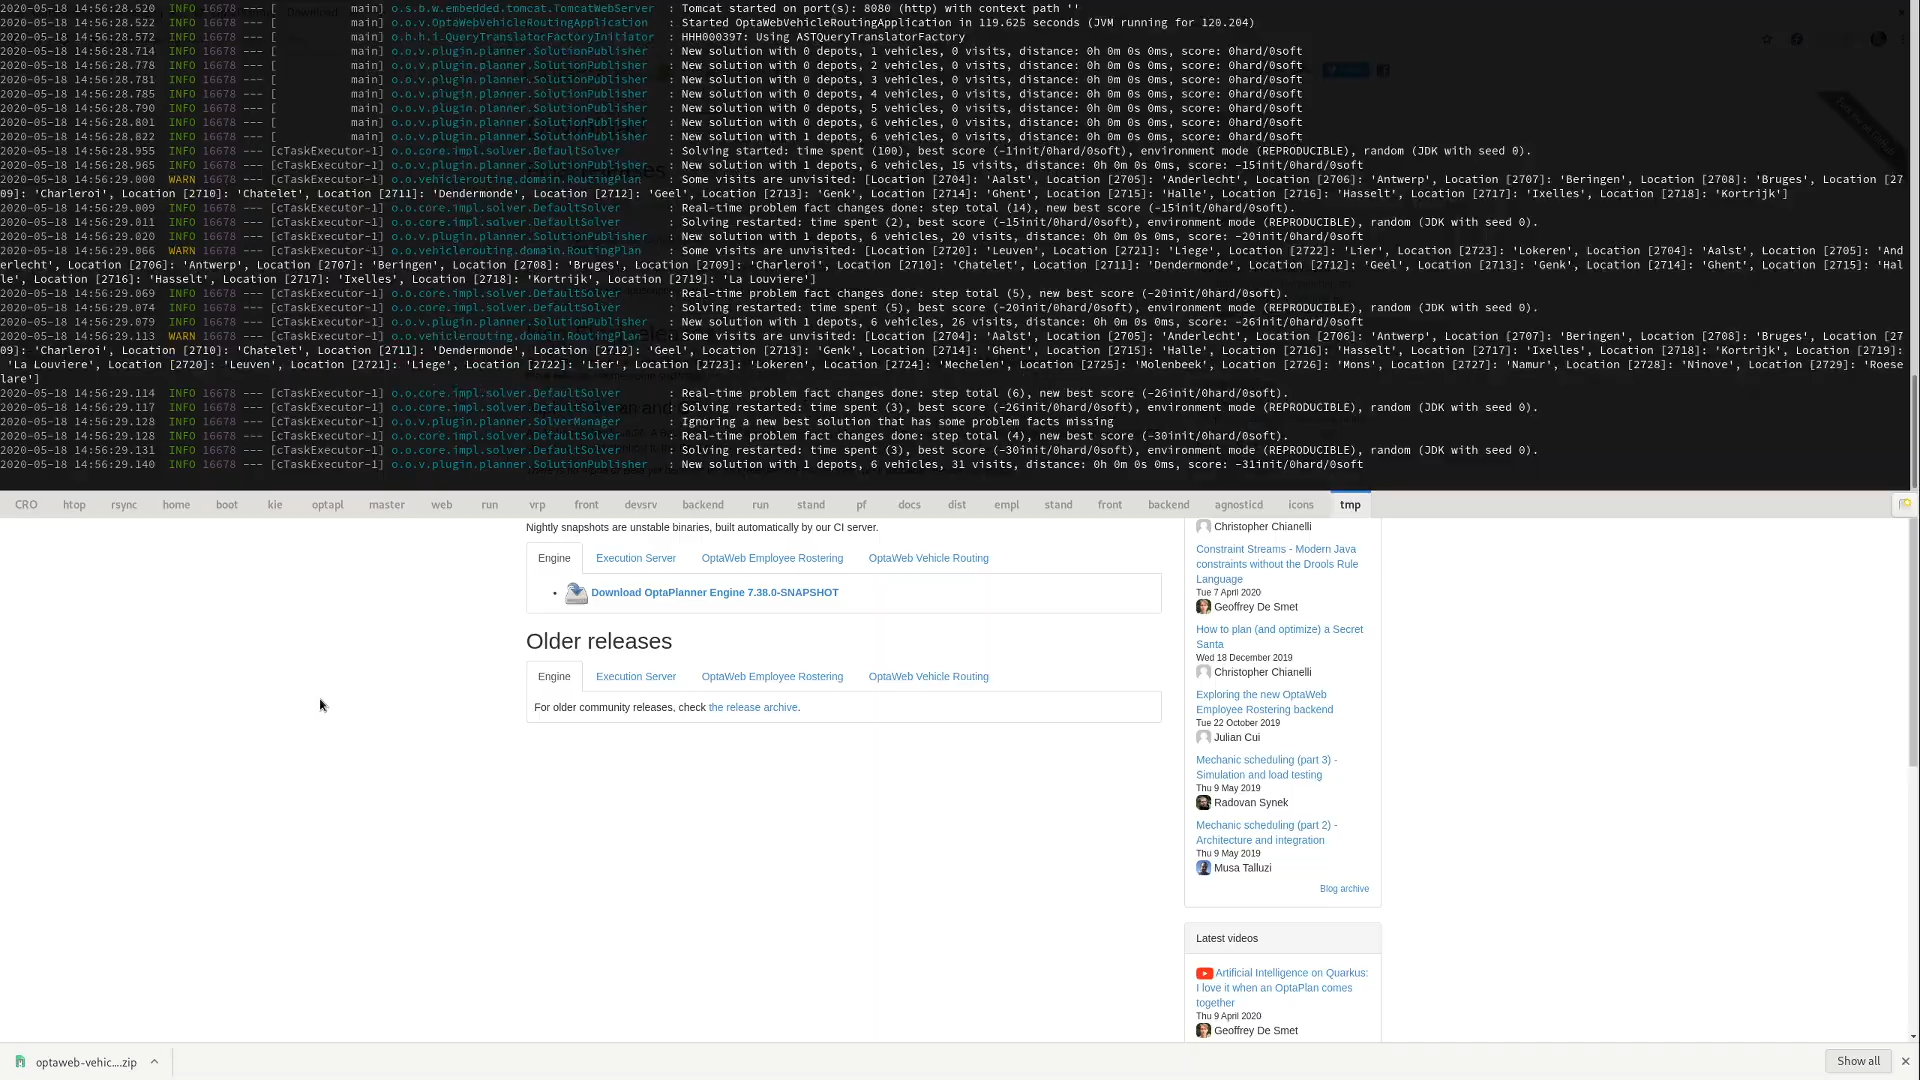 2020-05-18 14:56:28.520  INFO 16678 --- [           main] o.s.b.w.embedded.tomcat.TomcatWebServer  : Tomcat started on port(s): 8080 (http) with context path ''
2020-05-18 14:56:28.522  INFO 16678 --- [           main] o.o.v.OptaWebVehicleRoutingApplication   : Started OptaWebVehicleRoutingApplication in 119.625 seconds (JVM running for 120.204)
2020-05-18 14:56:28.572  INFO 16678 --- [           main] o.h.h.i.QueryTranslatorFactoryInitiator  : HHH000397: Using ASTQueryTranslatorFactory
2020-05-18 14:56:28.714  INFO 16678 --- [           main] o.o.v.plugin.planner.SolutionPublisher   : New solution with 0 depots, 1 vehicles, 0 visits, distance: 0h 0m 0s 0ms, score: 0hard/0soft
2020-05-18 14:56:28.778  INFO 16678 --- [           main] o.o.v.plugin.planner.SolutionPublisher   : New solution with 0 depots, 2 vehicles, 0 visits, distance: 0h 0m 0s 0ms, score: 0hard/0soft
2020-05-18 14:56:28.781  INFO 16678 --- [           main] o.o.v.plugin.planner.SolutionPublisher   : New solution with 0 depots, 3 vehicles, 0 visits, distance: 0h 0m 0s 0ms, score: 0hard/0soft
2020-05-18 14:56:28.785  INFO 16678 --- [           main] o.o.v.plugin.planner.SolutionPublisher   : New solution with 0 depots, 4 vehicles, 0 visits, distance: 0h 0m 0s 0ms, score: 0hard/0soft
2020-05-18 14:56:28.790  INFO 16678 --- [           main] o.o.v.plugin.planner.SolutionPublisher   : New solution with 0 depots, 5 vehicles, 0 visits, distance: 0h 0m 0s 0ms, score: 0hard/0soft
2020-05-18 14:56:28.801  INFO 16678 --- [           main] o.o.v.plugin.planner.SolutionPublisher   : New solution with 0 depots, 6 vehicles, 0 visits, distance: 0h 0m 0s 0ms, score: 0hard/0soft
2020-05-18 14:56:28.822  INFO 16678 --- [           main] o.o.v.plugin.planner.SolutionPublisher   : New solution with 1 depots, 6 vehicles, 0 visits, distance: 0h 0m 0s 0ms, score: 0hard/0soft
2020-05-18 14:56:28.955  INFO 16678 --- [cTaskExecutor-1] o.o.core.impl.solver.DefaultSolver       : Solving started: time spent (100), best score (-1init/0hard/0soft), environment mode (REPRODUCIBLE), random (JDK with seed 0).
2020-05-18 14:56:28.965  INFO 16678 --- [cTaskExecutor-1] o.o.v.plugin.planner.SolutionPublisher   : New solution with 1 depots, 6 vehicles, 15 visits, distance: 0h 0m 0s 0ms, score: -15init/0hard/0soft
2020-05-18 14:56:29.000  WARN 16678 --- [cTaskExecutor-1] o.o.vehiclerouting.domain.RoutingPlan    : Some visits are unvisited: [Location [2704]: 'Aalst', Location [2705]: 'Anderlecht', Location [2706]: 'Antwerp', Location [2707]: 'Beringen', Location [2708]: 'Bruges', Location [27
09]: 'Charleroi', Location [2710]: 'Chatelet', Location [2711]: 'Dendermonde', Location [2712]: 'Geel', Location [2713]: 'Genk', Location [2714]: 'Ghent', Location [2715]: 'Halle', Location [2716]: 'Hasselt', Location [2717]: 'Ixelles', Location [2718]: 'Kortrijk']
2020-05-18 14:56:29.009  INFO 16678 --- [cTaskExecutor-1] o.o.core.impl.solver.DefaultSolver       : Real-time problem fact changes done: step total (14), new best score (-15init/0hard/0soft).
2020-05-18 14:56:29.011  INFO 16678 --- [cTaskExecutor-1] o.o.core.impl.solver.DefaultSolver       : Solving restarted: time spent (2), best score (-15init/0hard/0soft), environment mode (REPRODUCIBLE), random (JDK with seed 0).
2020-05-18 14:56:29.020  INFO 16678 --- [cTaskExecutor-1] o.o.v.plugin.planner.SolutionPublisher   : New solution with 1 depots, 6 vehicles, 20 visits, distance: 0h 0m 0s 0ms, score: -20init/0hard/0soft
2020-05-18 14:56:29.066  WARN 16678 --- [cTaskExecutor-1] o.o.vehiclerouting.domain.RoutingPlan    : Some visits are unvisited: [Location [2720]: 'Leuven', Location [2721]: 'Liege', Location [2722]: 'Lier', Location [2723]: 'Lokeren', Location [2704]: 'Aalst', Location [2705]: 'And
erlecht', Location [2706]: 'Antwerp', Location [2707]: 'Beringen', Location [2708]: 'Bruges', Location [2709]: 'Charleroi', Location [2710]: 'Chatelet', Location [2711]: 'Dendermonde', Location [2712]: 'Geel', Location [2713]: 'Genk', Location [2714]: 'Ghent', Location [2715]: 'Hal
le', Location [2716]: 'Hasselt', Location [2717]: 'Ixelles', Location [2718]: 'Kortrijk', Location [2719]: 'La Louviere']
2020-05-18 14:56:29.069  INFO 16678 --- [cTaskExecutor-1] o.o.core.impl.solver.DefaultSolver       : Real-time problem fact changes done: step total (5), new best score (-20init/0hard/0soft).
2020-05-18 14:56:29.074  INFO 16678 --- [cTaskExecutor-1] o.o.core.impl.solver.DefaultSolver       : Solving restarted: time spent (5), best score (-20init/0hard/0soft), environment mode (REPRODUCIBLE), random (JDK with seed 0).
2020-05-18 14:56:29.079  INFO 16678 --- [cTaskExecutor-1] o.o.v.plugin.planner.SolutionPublisher   : New solution with 1 depots, 6 vehicles, 26 visits, distance: 0h 0m 0s 0ms, score: -26init/0hard/0soft
2020-05-18 14:56:29.113  WARN 16678 --- [cTaskExecutor-1] o.o.vehiclerouting.domain.RoutingPlan    : Some visits are unvisited: [Location [2704]: 'Aalst', Location [2705]: 'Anderlecht', Location [2706]: 'Antwerp', Location [2707]: 'Beringen', Location [2708]: 'Bruges', Location [27
09]: 'Charleroi', Location [2710]: 'Chatelet', Location [2711]: 'Dendermonde', Location [2712]: 'Geel', Location [2713]: 'Genk', Location [2714]: 'Ghent', Location [2715]: 'Halle', Location [2716]: 'Hasselt', Location [2717]: 'Ixelles', Location [2718]: 'Kortrijk', Location [2719]:
'La Louviere', Location [2720]: 'Leuven', Location [2721]: 'Liege', Location [2722]: 'Lier', Location [2723]: 'Lokeren', Location [2724]: 'Mechelen', Location [2725]: 'Molenbeek', Location [2726]: 'Mons', Location [2727]: 'Namur', Location [2728]: 'Ninove', Location [2729]: 'Roese
lare']
2020-05-18 14:56:29.114  INFO 16678 --- [cTaskExecutor-1] o.o.core.impl.solver.DefaultSolver       : Real-time problem fact changes done: step total (6), new best score (-26init/0hard/0soft).
2020-05-18 14:56:29.117  INFO 16678 --- [cTaskExecutor-1] o.o.core.impl.solver.DefaultSolver       : Solving restarted: time spent (3), best score (-26init/0hard/0soft), environment mode (REPRODUCIBLE), random (JDK with seed 0).
2020-05-18 14:56:29.128  INFO 16678 --- [cTaskExecutor-1] o.o.v.plugin.planner.SolverManager       : Ignoring a new best solution that has some problem facts missing
2020-05-18 14:56:29.128  INFO 16678 --- [cTaskExecutor-1] o.o.core.impl.solver.DefaultSolver       : Real-time problem fact changes done: step total (4), new best score (-30init/0hard/0soft).
2020-05-18 14:56:29.131  INFO 16678 --- [cTaskExecutor-1] o.o.core.impl.solver.DefaultSolver       : Solving restarted: time spent (3), best score (-30init/0hard/0soft), environment mode (REPRODUCIBLE), random (JDK with seed 0).
2020-05-18 14:56:29.140  INFO 16678 --- [cTaskExecutor-1] o.o.v.plugin.planner.SolutionPublisher   : New solution with 1 depots, 6 vehicles, 31 visits, distance: 0h 0m 0s 0ms, score: -31init/0hard/0soft
CRO htop rsync home boot kie optapl master web run vrp front devsrv backend run stand pf docs dist empl stand front backend agnosticd icons tmp
Nightly snapshots are unstable binaries, built automatically by our CI server.
Engine Execution Server OptaWeb Employee Rostering OptaWeb Vehicle Routing
Download OptaPlanner Engine 7.38.0-SNAPSHOT
Older releases
Engine Execution Server OptaWeb Employee Rostering OptaWeb Vehicle Routing
For older community releases, check the release archive.
Christopher Chianelli
Constraint Streams - Modern Java
constraints without the Drools Rule
Language
Tue 7 April 2020
Geoffrey De Smet
How to plan (and optimize) a Secret
Santa
Wed 18 December 2019
Christopher Chianelli
Exploring the new OptaWeb
Employee Rostering backend
Tue 22 October 2019
Julian Cui
Mechanic scheduling (part 3) -
Simulation and load testing
Thu 9 May 2019
Radovan Synek
Mechanic scheduling (part 2) -
Architecture and integration
Thu 9 May 2019
Musa Talluzi
Blog archive
Latest videos
Artificial Intelligence on Quarkus:
I love it when an OptaPlan comes
together
Thu 9 April 2020
Geoffrey De Smet
optaweb-vehic....zip
Show all